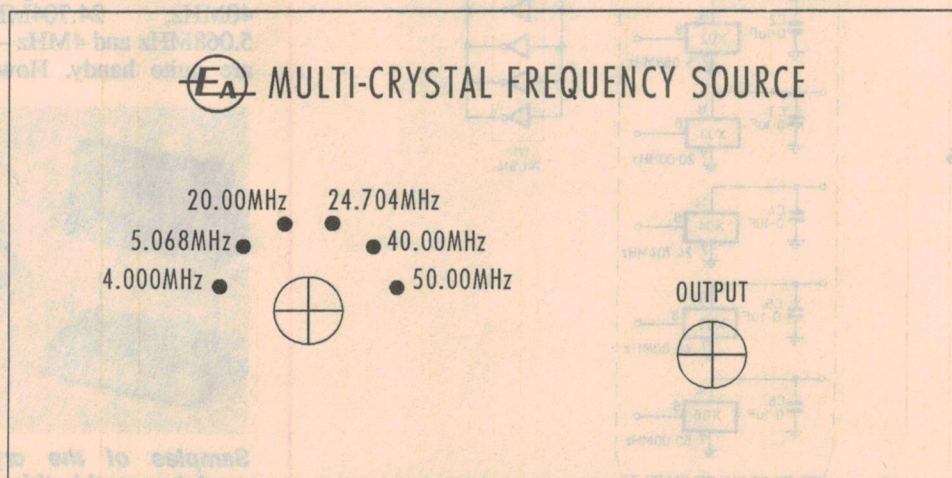 EA MULTI-CRYSTAL FREQUENCY SOURCE
20.00MHz 24.704MHz
5.068MHz 40.00MHz
4.000MHz 50.00MHz
OUTPUT